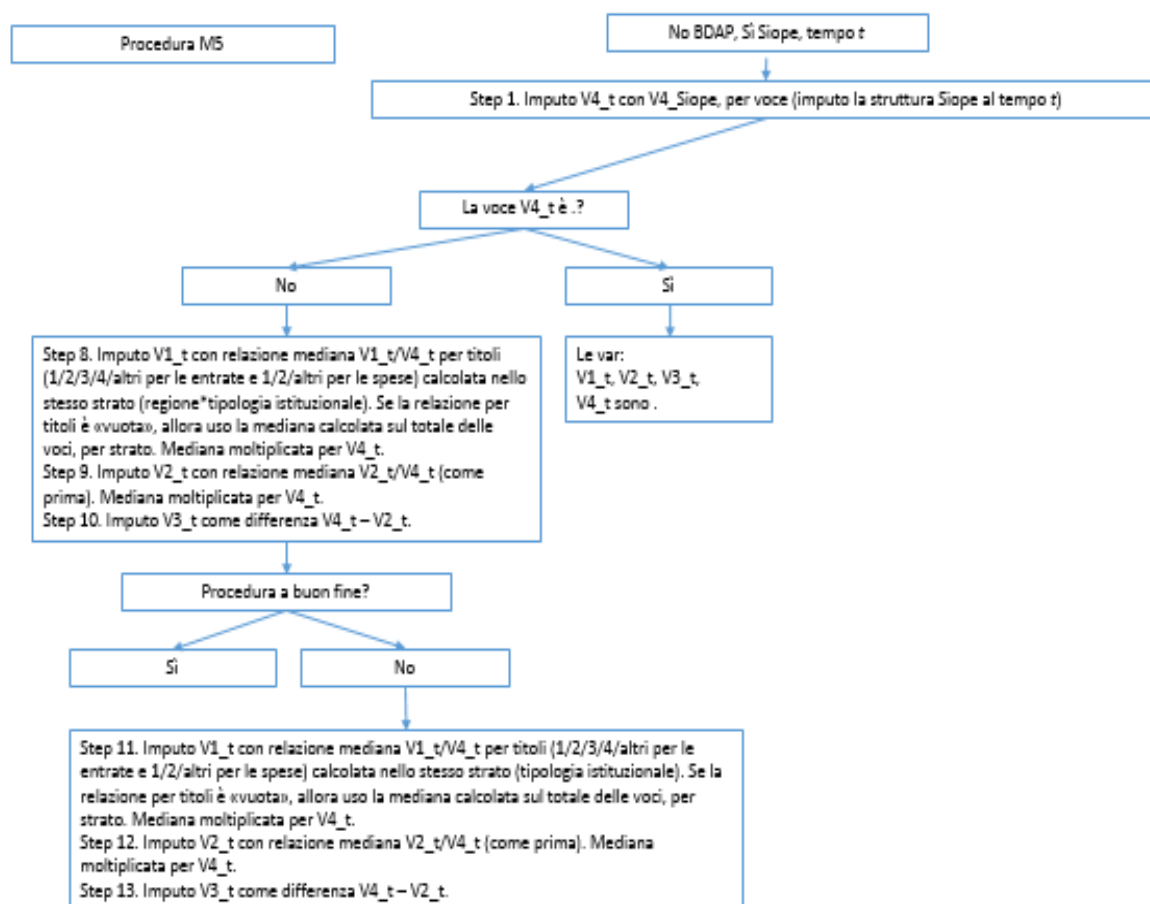 Procedura M5
No BDAP, Sì Siope, tempo t
Step 1. Imputo V4_t con V4_Siope, per voce (imputo la struttura Siope al tempo t)
La voce V4_t è .?
No
Sì
Step 8. Imputo V1_t con relazione mediana V1_t/V4_t per titoli
(1/2/3/4/altri per le entrate e 1/2/altri per le spese) calcolata nello
stesso strato (regione*tipologia istituzionale). Se la relazione per
titoli è «vuota», allora uso la mediana calcolata sul totale delle
voci, per strato. Mediana moltiplicata per V4_t.
Step 9. Imputo V2_t con relazione mediana V2_t/V4_t (come
prima). Mediana moltiplicata per V4_t.
Step 10. Imputo V3_t come differenza V4_t – V2_t.
Le var:
V1_t, V2_t, V3_t,
V4_t sono .
Procedura a buon fine?
Sì
No
Step 11. Imputo V1_t con relazione mediana V1_t/V4_t per titoli (1/2/3/4/altri per le
entrate e 1/2/altri per le spese) calcolata nello stesso strato (tipologia istituzionale). Se la
relazione per titoli è «vuota», allora uso la mediana calcolata sul totale delle voci, per
strato. Mediana moltiplicata per V4_t.
Step 12. Imputo V2_t con relazione mediana V2_t/V4_t (come prima). Mediana
moltiplicata per V4_t.
Step 13. Imputo V3_t come differenza V4_t – V2_t.